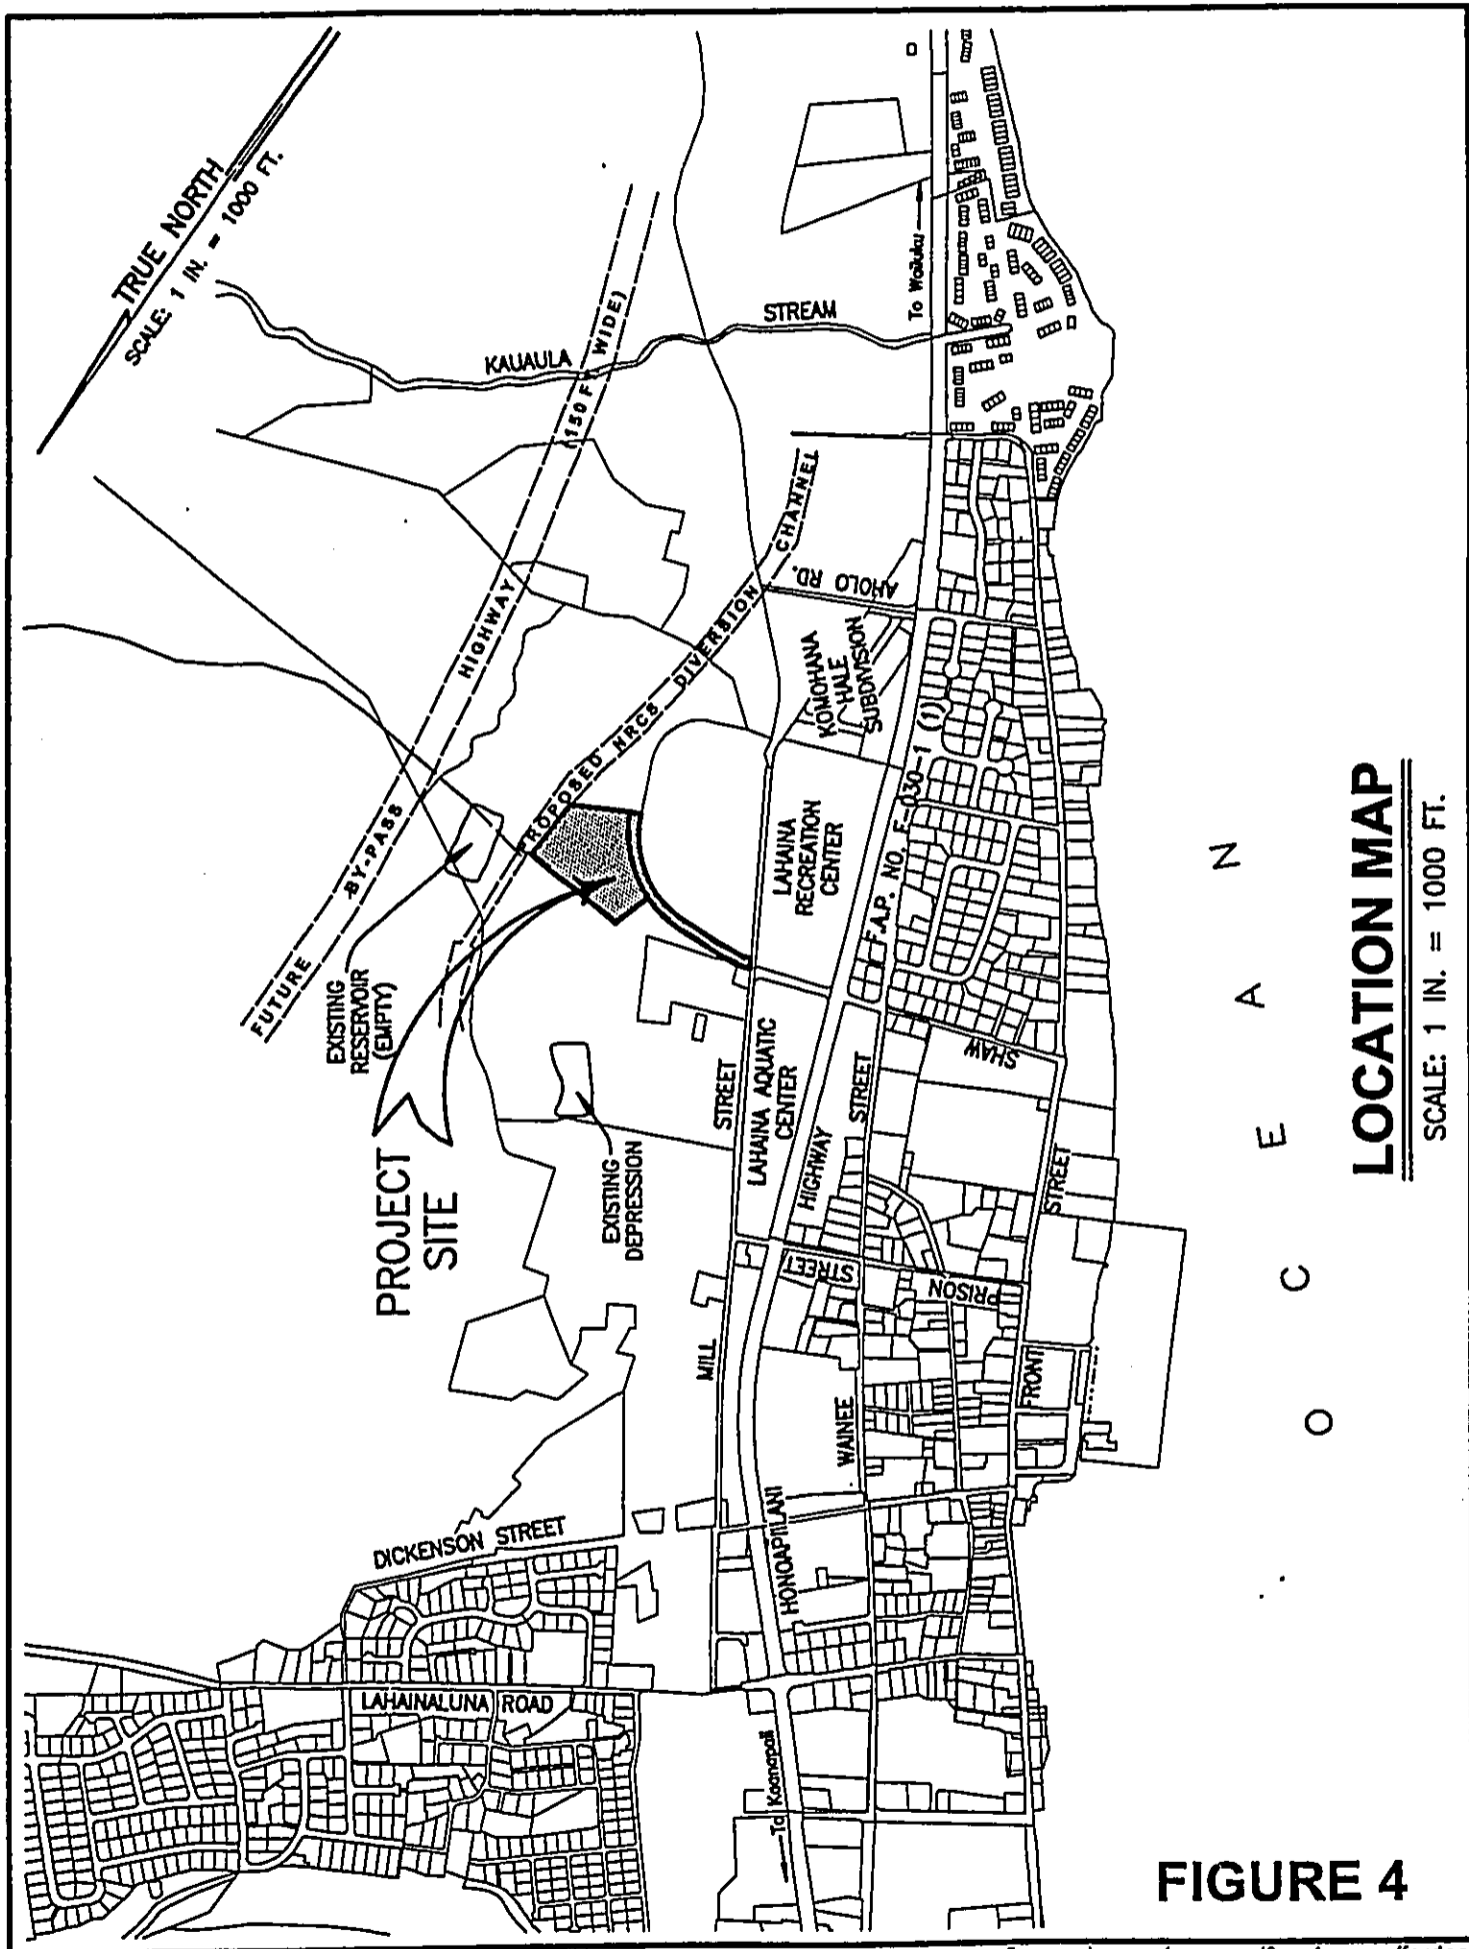 TRUE NORTH
SCALE: 1 IN. = 1000 FT.
KAUAULA
STREAM
FUTURE BY-PASS HIGHWAY (150 FT. WIDE)
PROPOSED NRCS DIVERSION CHANNEL
To Wailuku
AHOLO RD.
KOMOHANA
HALE
SUBDIVISION
EXISTING
RESERVOIR
(EMPTY)
LAHAINA
RECREATION
CENTER
F.A.P. NO. F-030-1 (1)
PROJECT
SITE
EXISTING
DEPRESSION
LAHAINA AQUATIC
CENTER
MILL STREET
HONOAPIILANI HIGHWAY
WAINEE STREET
SHAW
FRONT STREET
PRISON STREET
DICKENSON STREET
LAHAINALUNA ROAD
To Kaanapali
OCEAN
LOCATION MAP
SCALE: 1 IN. = 1000 FT.
FIGURE 4